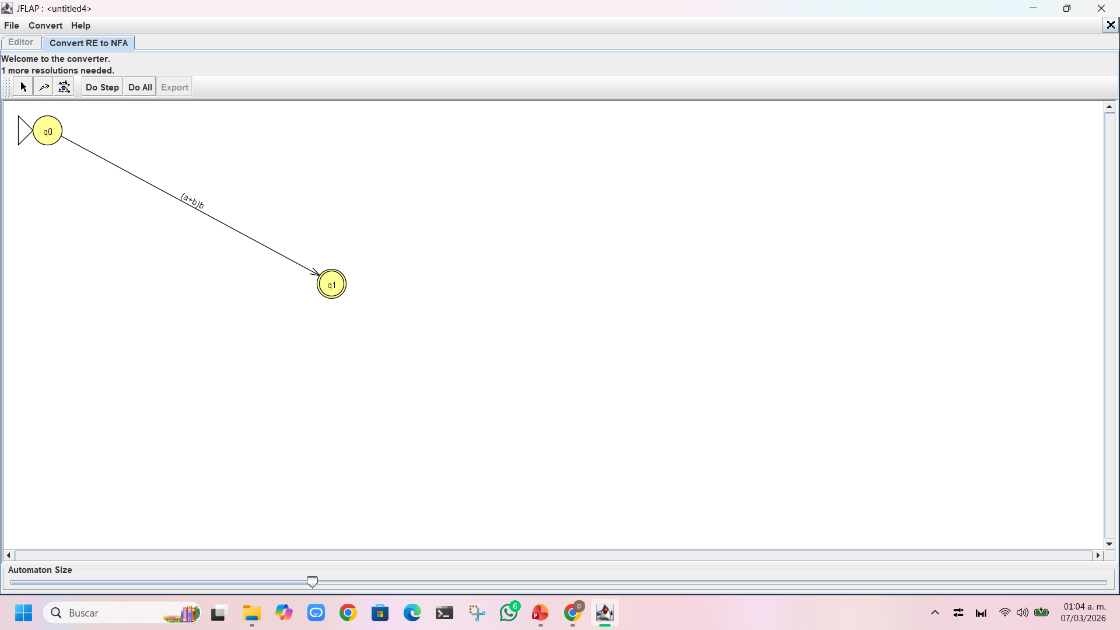 JFLAP : <untitled4>
File Convert Help
Editor Convert RE to NFA
Welcome to the converter.
1 more resolutions needed.
Do Step Do All Export
q0
(a+b)b
q1
Automaton Size
Buscar
6
D
01:04 a. m.
07/03/2026